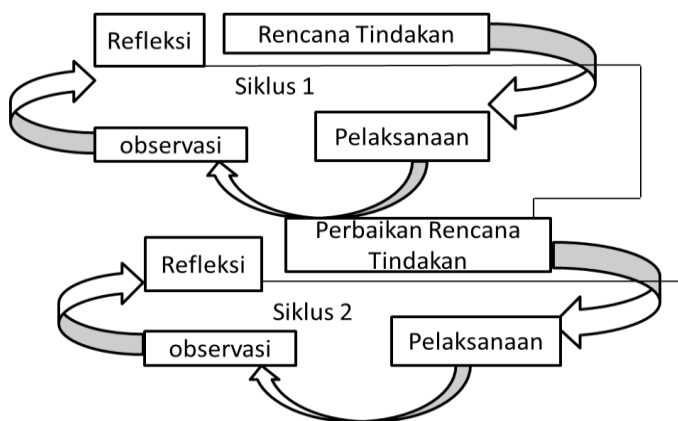 Refleksi
Rencana Tindakan
Siklus 1
observasi
Pelaksanaan
Perbaikan Rencana
Tindakan
Refleksi
Siklus 2
observasi
Pelaksanaan